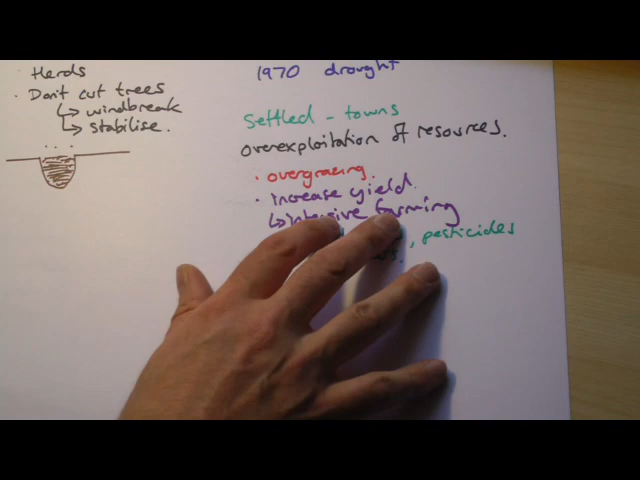 · Herds
· Don't cut trees
↳ windbreak
↳ stabilise.
1970 drought
Settled - towns
overexploitation of resources.
· overgrazing.
· increase yield.
↳ intensive farming
, pesticides